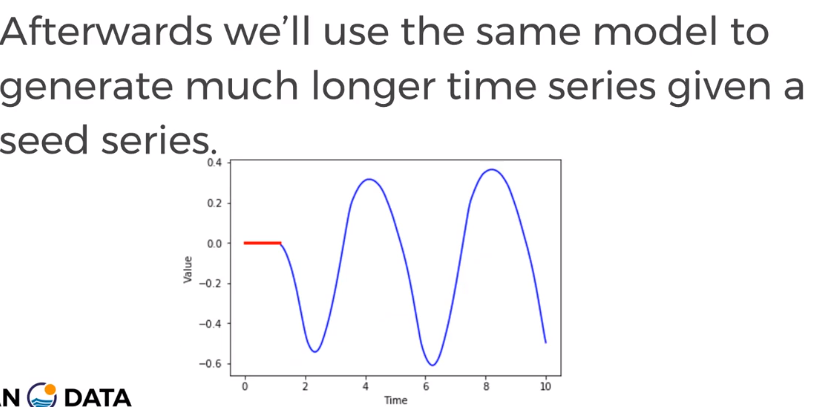 Afterwards we’ll use the same model to
generate much longer time series given a
seed series.
0.4
0.2
0.0
−0.2
−0.4
−0.6
Value
0 2 4 6 8 10
Time
N DATA